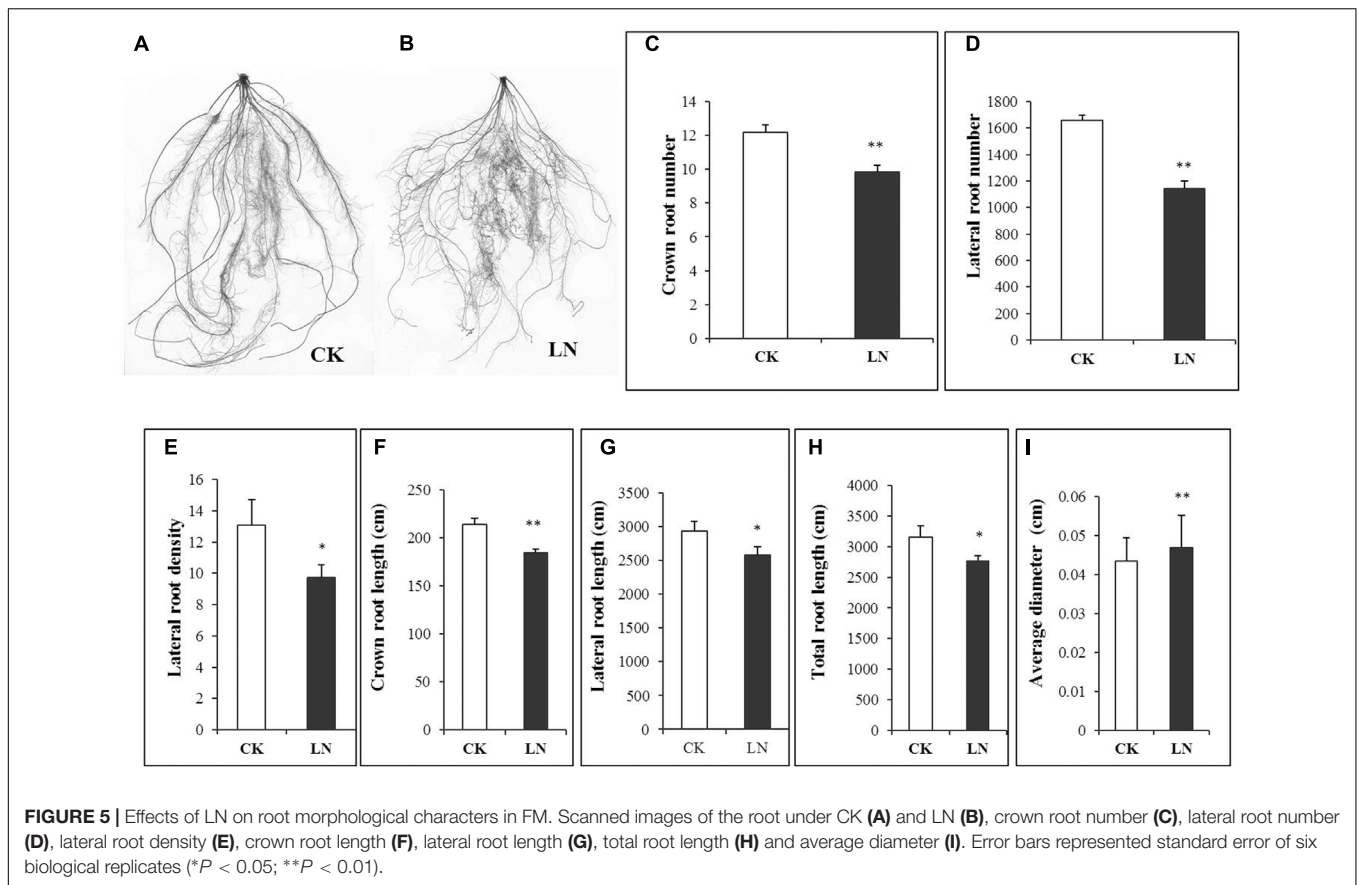 A
B
CK
LN
C
Crown root number
14
12
10
8
6
4
2
0
**
CK
LN
D
Lateral root number
1800
1600
1400
1200
1000
800
600
400
200
0
**
CK
LN
E
Lateral root density
16
14
12
10
8
6
4
2
0
*
CK
LN
F
Crown root length (cm)
250
200
150
100
50
0
**
CK
LN
G
Lateral root length (cm)
3500
3000
2500
2000
1500
1000
500
0
*
CK
LN
H
Total root length (cm)
4000
3500
3000
2500
2000
1500
1000
500
0
*
CK
LN
I
Average diameter (cm)
0.06
0.05
0.04
0.03
0.02
0.01
0
**
CK
LN
FIGURE 5 | Effects of LN on root morphological characters in FM. Scanned images of the root under CK (A) and LN (B), crown root number (C), lateral root number
(D), lateral root density (E), crown root length (F), lateral root length (G), total root length (H) and average diameter (I). Error bars represented standard error of six
biological replicates (*P < 0.05; **P < 0.01).